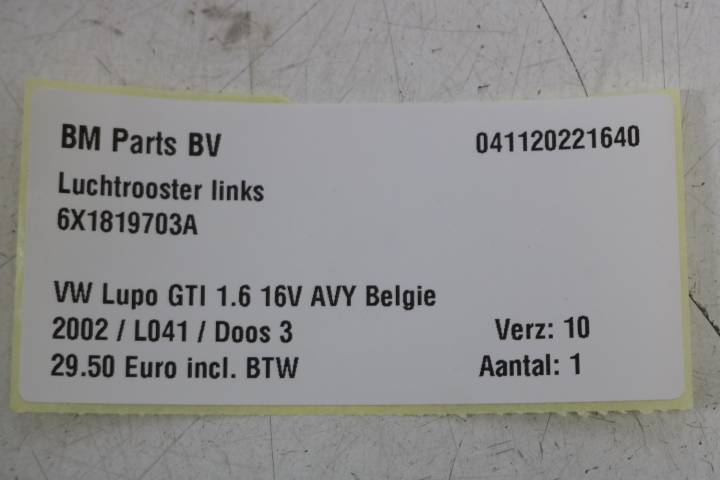 BM Parts BV 041120221640
Luchtrooster links
6X1819703A
VW Lupo GTI 1.6 16V AVY Belgie
2002 / L041 / Doos 3 Verz: 10
29.50 Euro incl. BTW Aantal: 1